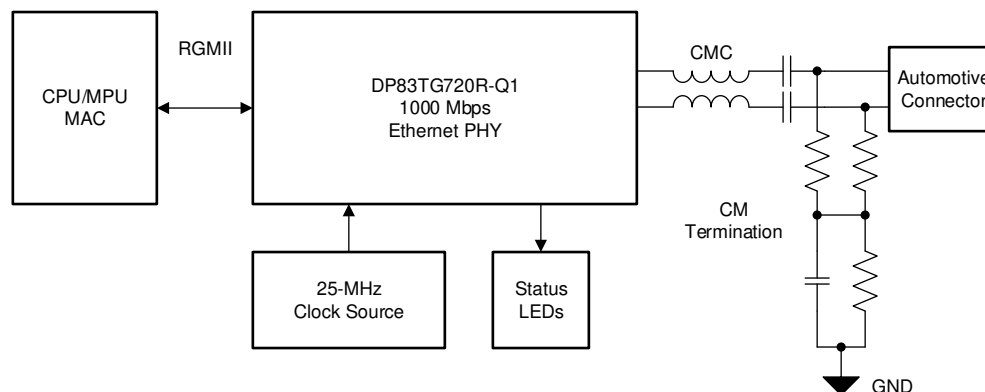 RGMII
CPU/MPU
MAC
DP83TG720R-Q1
1000 Mbps
Ethernet PHY
CMC
Automotive
Connector
CM
Termination
25-MHz
Clock Source
Status
LEDs
GND